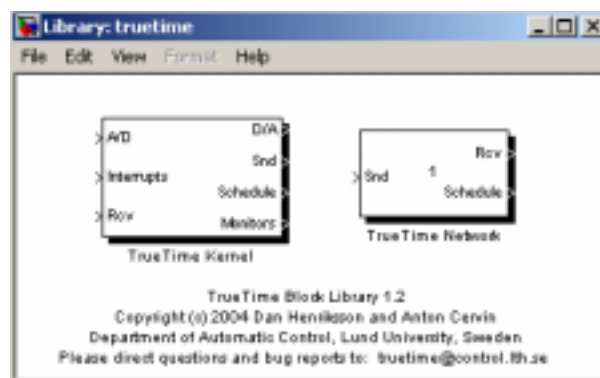 Library: truetime
File Edit View Format Help
A/D
Interrupts
Rcv
D/A
Snd
Schedule
Monitors
TrueTime Kernel
Snd
1
Rcv
Schedule
TrueTime Network
TrueTime Block Library 1.2
Copyright (c) 2004 Dan Henriksson and Anton Cervin
Department of Automatic Control, Lund University, Sweden
Please direct questions and bug reports to: truetime@control.lth.se